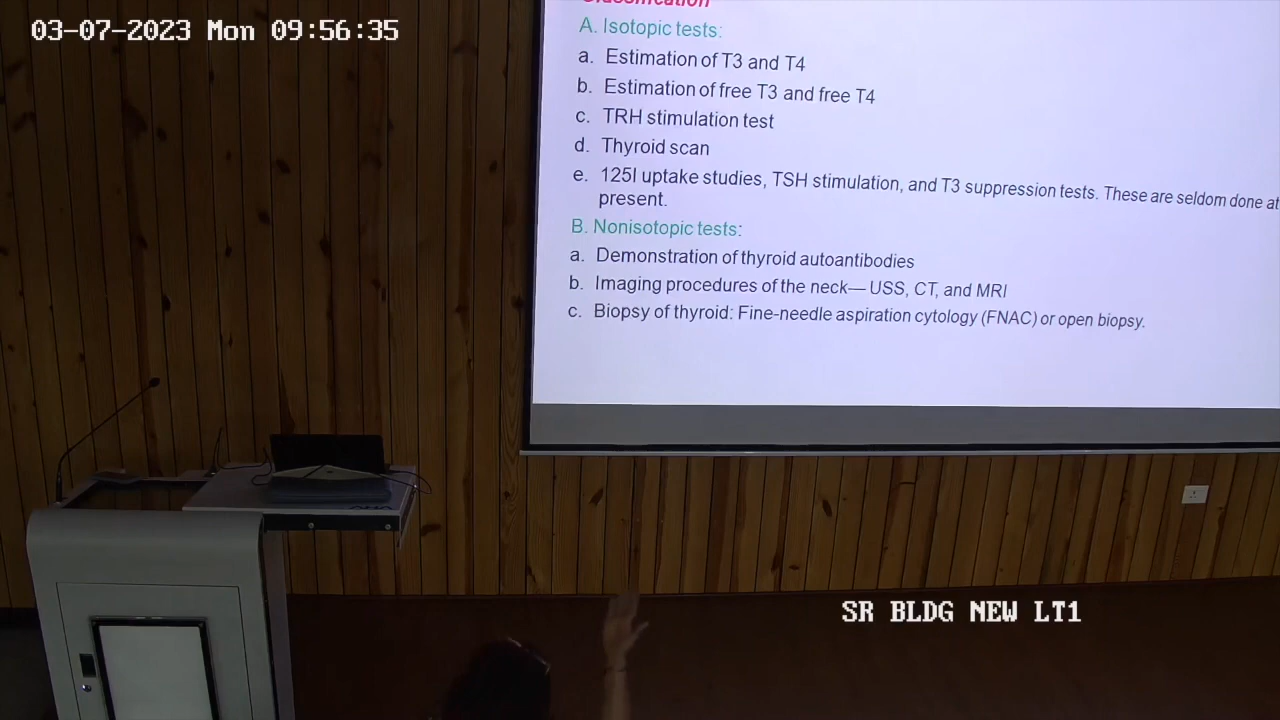 03-07-2023 Mon 09:56:35
Classification
A. Isotopic tests:
a. Estimation of T3 and T4
b. Estimation of free T3 and free T4
c. TRH stimulation test
d. Thyroid scan
e. 125I uptake studies, TSH stimulation, and T3 suppression tests. These are seldom done at
present.
B. Nonisotopic tests:
a. Demonstration of thyroid autoantibodies
b. Imaging procedures of the neck— USS, CT, and MRI
c. Biopsy of thyroid: Fine-needle aspiration cytology (FNAC) or open biopsy.
SR BLDG NEW LT1